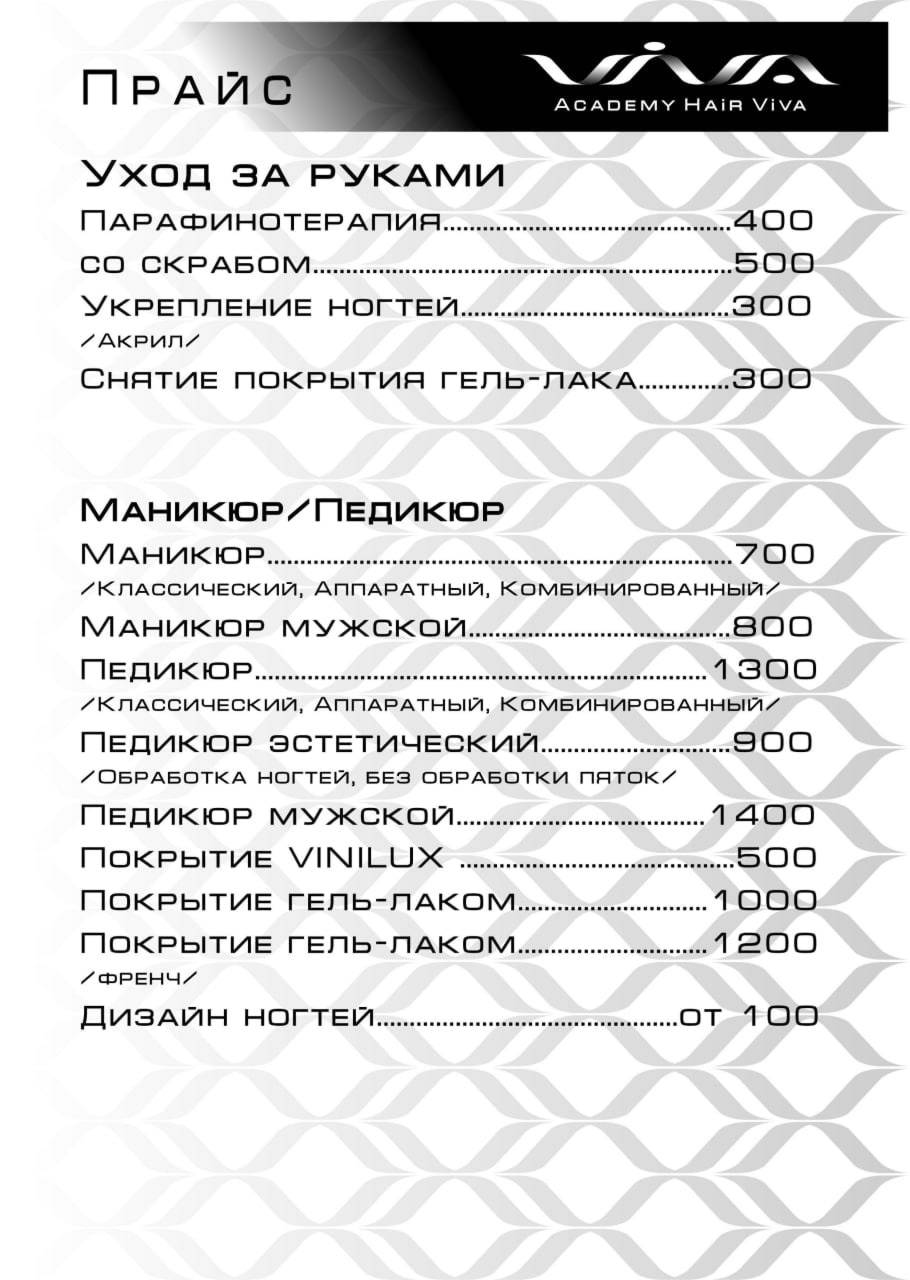 Прайс
VIVA
Academy Hair Viva
Уход за руками
Парафинотерапия............................................400
со скрабом................................................................500
Укрепление ногтей.........................................300
/Акрил/
Снятие покрытия гель-лака..............300
Маникюр/Педикюр
Маникюр.......................................................................700
/Классический, Аппаратный, Комбинированный/
Маникюр мужской........................................800
Педикюр.....................................................................1300
/Классический, Аппаратный, Комбинированный/
Педикюр эстетический.............................900
/Обработка ногтей, без обработки пяток/
Педикюр мужской......................................1400
Покрытие VINILUX ..........................................500
Покрытие гель-лаком.............................1000
Покрытие гель-лаком.............................1200
/френч/
Дизайн ногтей..............................................от 100